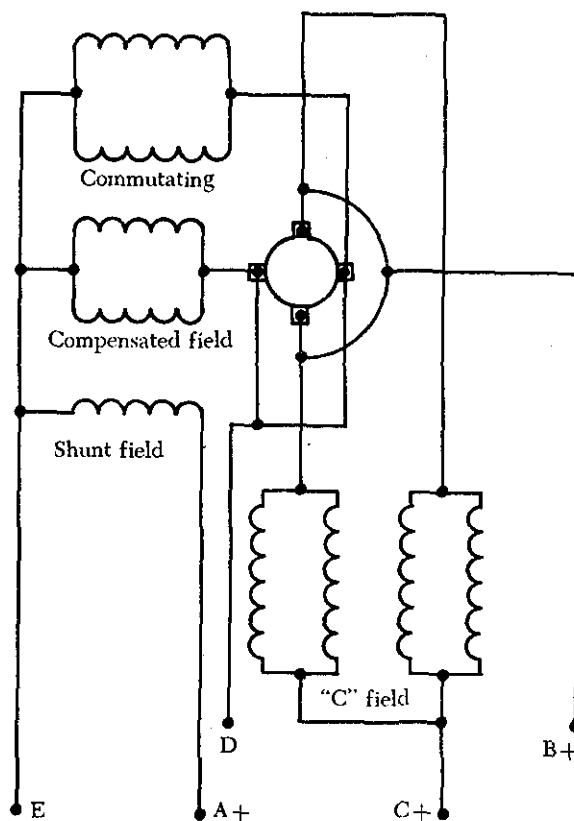 Commutating
Compensated field
Shunt field
"C" field
D
B+
E
A+
C+